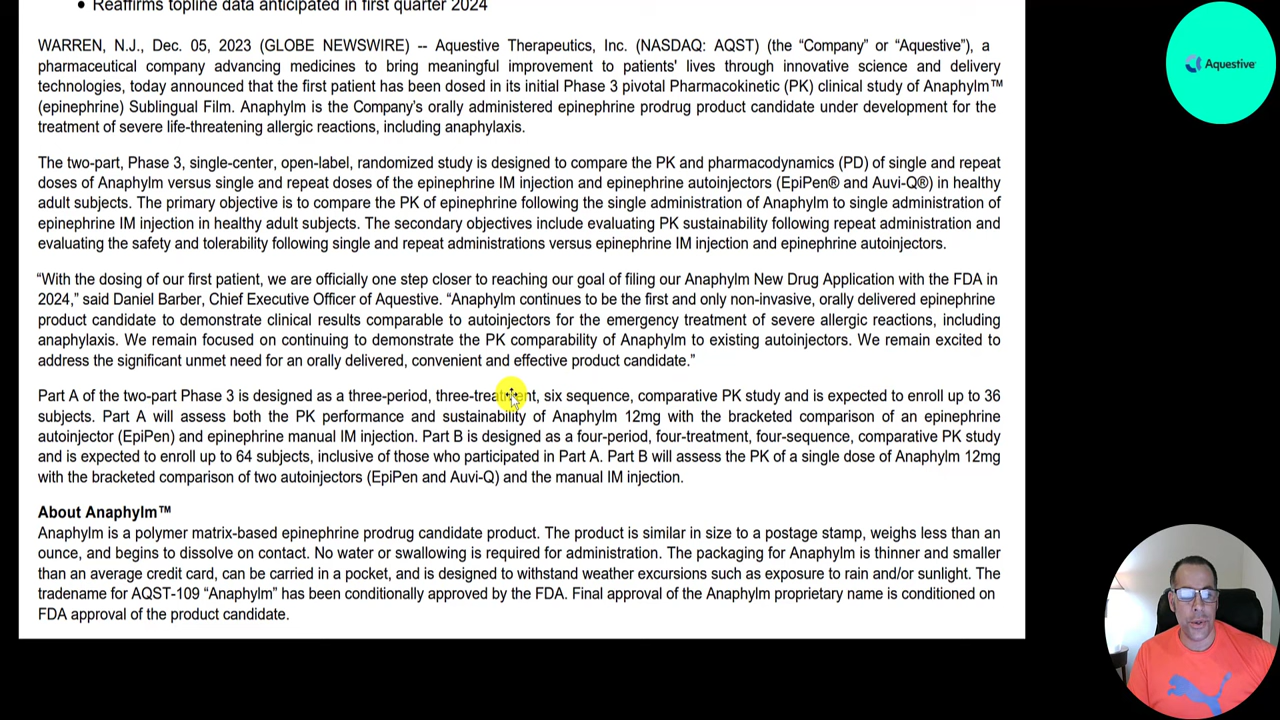 • Reaffirms topline data anticipated in first quarter 2024
WARREN, N.J., Dec. 05, 2023 (GLOBE NEWSWIRE) -- Aquestive Therapeutics, Inc. (NASDAQ: AQST) (the “Company” or “Aquestive”), a
pharmaceutical company advancing medicines to bring meaningful improvement to patients' lives through innovative science and delivery
technologies, today announced that the first patient has been dosed in its initial Phase 3 pivotal Pharmacokinetic (PK) clinical study of Anaphylm™
(epinephrine) Sublingual Film. Anaphylm is the Company’s orally administered epinephrine prodrug product candidate under development for the
treatment of severe life-threatening allergic reactions, including anaphylaxis.
The two-part, Phase 3, single-center, open-label, randomized study is designed to compare the PK and pharmacodynamics (PD) of single and repeat
doses of Anaphylm versus single and repeat doses of the epinephrine IM injection and epinephrine autoinjectors (EpiPen® and Auvi-Q®) in healthy
adult subjects. The primary objective is to compare the PK of epinephrine following the single administration of Anaphylm to single administration of
epinephrine IM injection in healthy adult subjects. The secondary objectives include evaluating PK sustainability following repeat administration and
evaluating the safety and tolerability following single and repeat administrations versus epinephrine IM injection and epinephrine autoinjectors.
“With the dosing of our first patient, we are officially one step closer to reaching our goal of filing our Anaphylm New Drug Application with the FDA in
2024,” said Daniel Barber, Chief Executive Officer of Aquestive. “Anaphylm continues to be the first and only non-invasive, orally delivered epinephrine
product candidate to demonstrate clinical results comparable to autoinjectors for the emergency treatment of severe allergic reactions, including
anaphylaxis. We remain focused on continuing to demonstrate the PK comparability of Anaphylm to existing autoinjectors. We remain excited to
address the significant unmet need for an orally delivered, convenient and effective product candidate.”
Part A of the two-part Phase 3 is designed as a three-period, three-treatment, six sequence, comparative PK study and is expected to enroll up to 36
subjects. Part A will assess both the PK performance and sustainability of Anaphylm 12mg with the bracketed comparison of an epinephrine
autoinjector (EpiPen) and epinephrine manual IM injection. Part B is designed as a four-period, four-treatment, four-sequence, comparative PK study
and is expected to enroll up to 64 subjects, inclusive of those who participated in Part A. Part B will assess the PK of a single dose of Anaphylm 12mg
with the bracketed comparison of two autoinjectors (EpiPen and Auvi-Q) and the manual IM injection.
About Anaphylm™
Anaphylm is a polymer matrix-based epinephrine prodrug candidate product. The product is similar in size to a postage stamp, weighs less than an
ounce, and begins to dissolve on contact. No water or swallowing is required for administration. The packaging for Anaphylm is thinner and smaller
than an average credit card, can be carried in a pocket, and is designed to withstand weather excursions such as exposure to rain and/or sunlight. The
tradename for AQST-109 “Anaphylm” has been conditionally approved by the FDA. Final approval of the Anaphylm proprietary name is conditioned on
FDA approval of the product candidate.
Aquestive